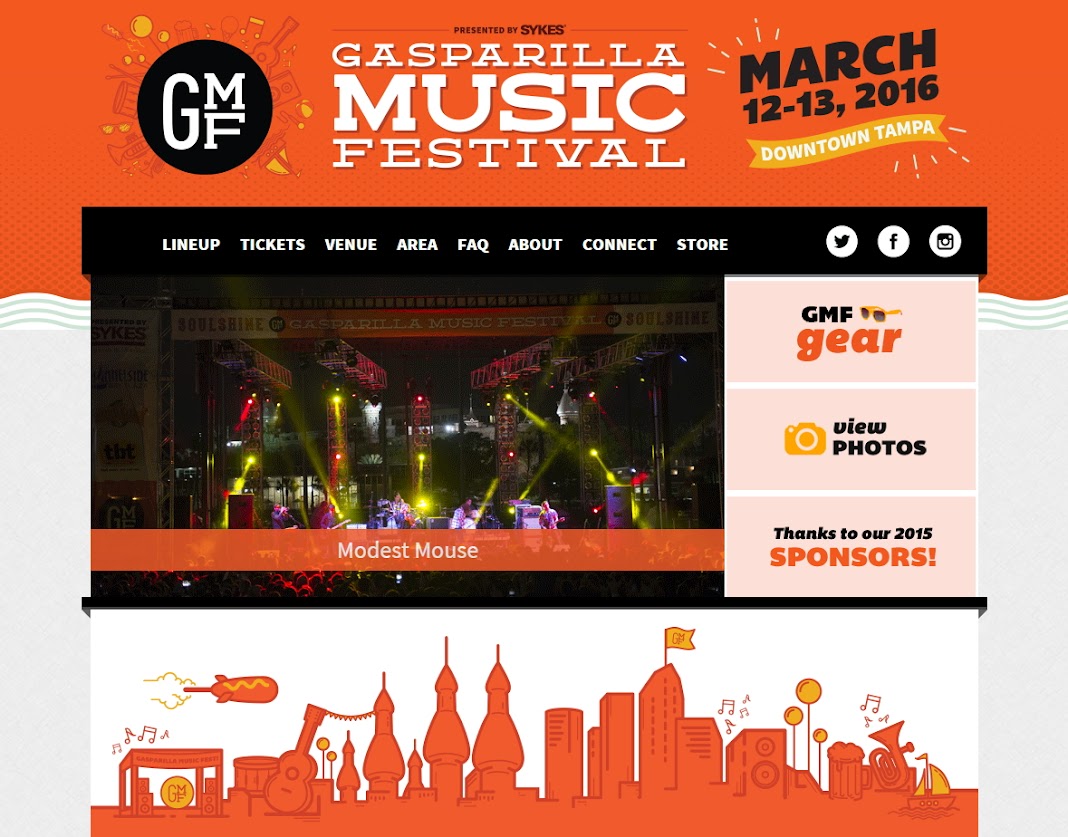 PRESENTED BY SYKES
GASPARILLA
MUSIC
FESTIVAL
GMF
MARCH
12-13, 2016
DOWNTOWN TAMPA
LINEUP TICKETS VENUE AREA FAQ ABOUT CONNECT STORE
SYKES
SOULSHINE GASPARILLA MUSIC FESTIVAL SOULSHINE
tbt
GMF
Modest Mouse
GMF
gear
view
PHOTOS
Thanks to our 2015
SPONSORS!
GMF
GASPARILLA MUSIC FEST
GMF